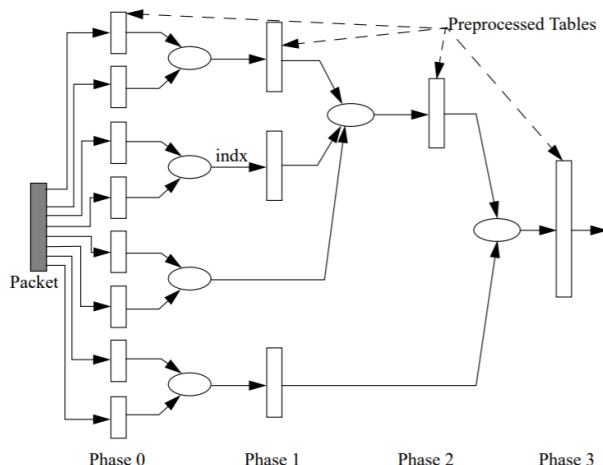 Preprocessed Tables
indx
Packet
Phase 0 Phase 1 Phase 2 Phase 3